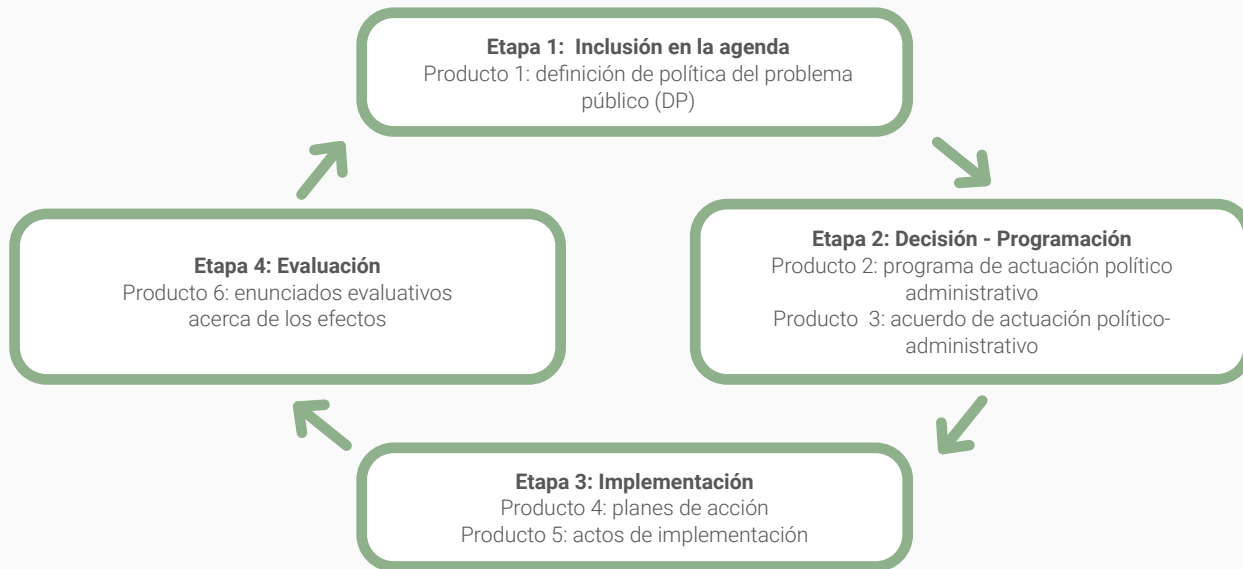 Etapa 1: Inclusión en la agenda
Producto 1: definición de política del problema
público (DP)
Etapa 2: Decisión - Programación
Producto 2: programa de actuación político
administrativo
Producto 3: acuerdo de actuación político-
administrativo
Etapa 3: Implementación
Producto 4: planes de acción
Producto 5: actos de implementación
Etapa 4: Evaluación
Producto 6: enunciados evaluativos
acerca de los efectos